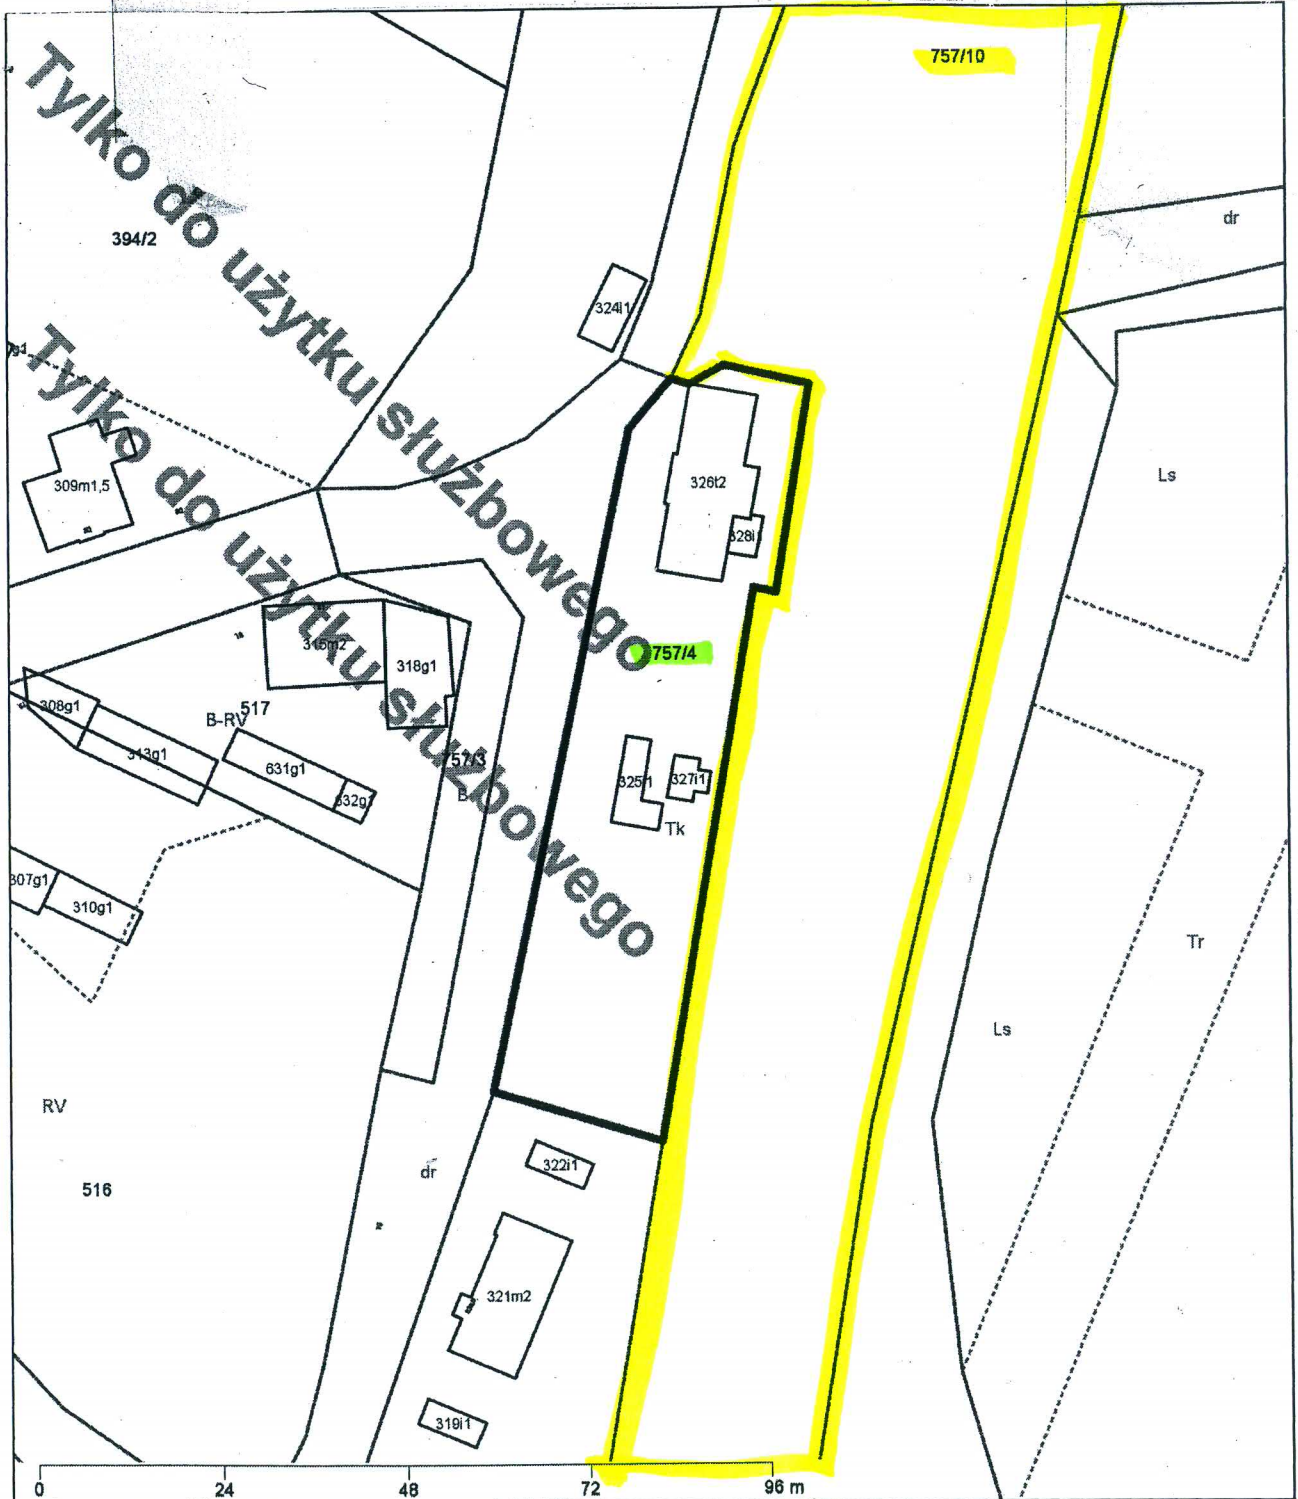 757/10
Tylko do użytku służbowego
dr
394/2
324i1
Tylko do użytku służbowego
309m1,5
326t2
Ls
328i1
757/4
315m2
318g1
308g1
517
B-RV
313g1
631g1
632g1
757/3
B
325i1
327i1
Tk
307g1
310g1
Tr
Ls
RV
516
dr
322i1
321m2
319i1
0 24 48 72 96 m